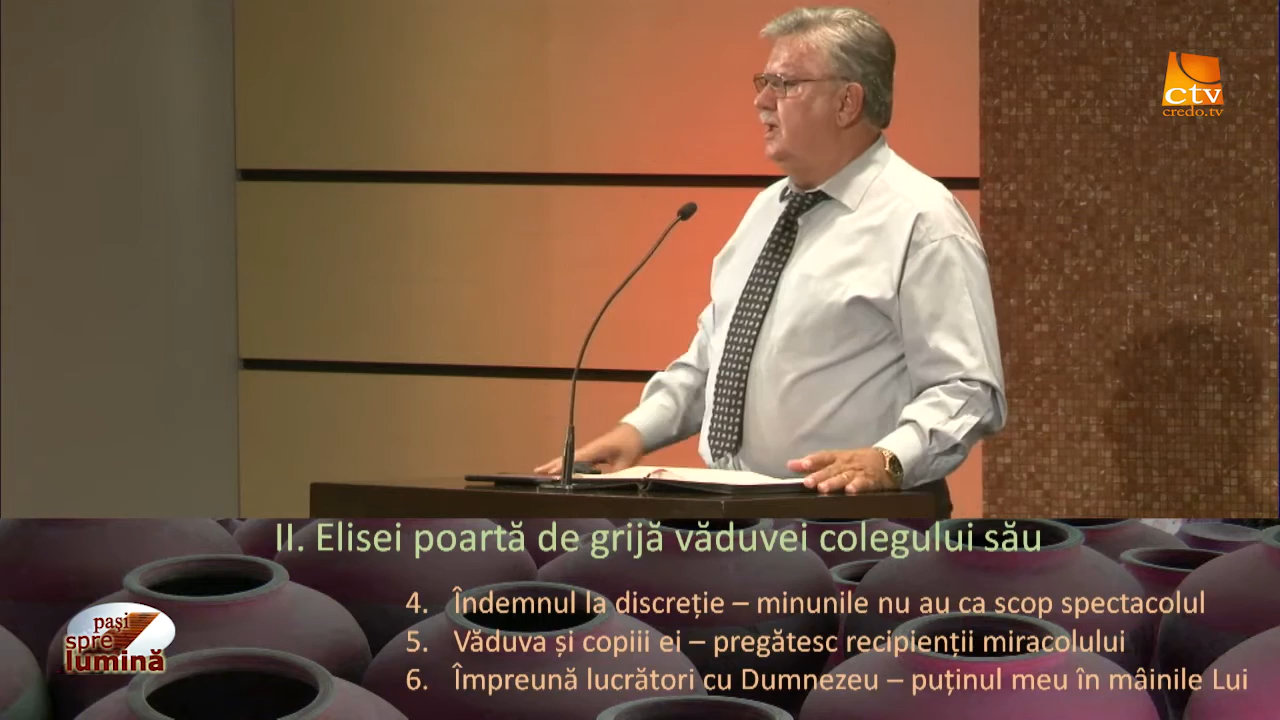 ctv
credo.tv
II. Elisei poartă de grijă văduvei colegului său
4. Îndemnul la discreție – minunile nu au ca scop spectacolul
5. Văduva și copiii ei – pregătesc recipienții miracolului
6. Împreună lucrători cu Dumnezeu – puținul meu în mâinile Lui
pași
spre
lumină